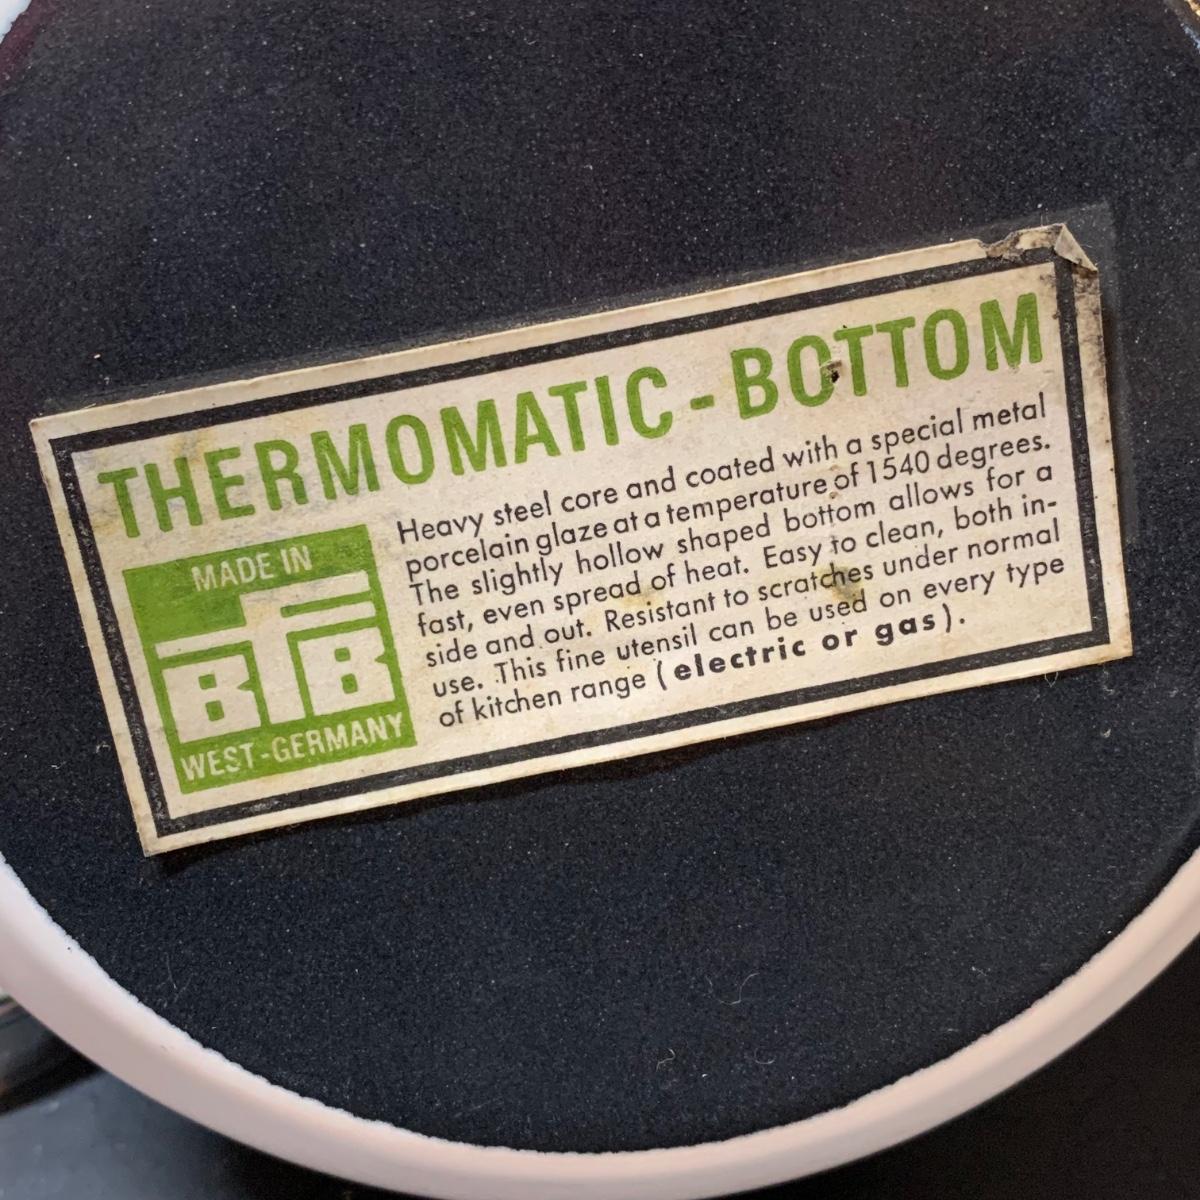 THERMOMATIC - BOTTOM
MADE IN
BFB
WEST-GERMANY
Heavy steel core and coated with a special metal
porcelain glaze at a temperature of 1540 degrees.
The slightly hollow shaped bottom allows for a
fast, even spread of heat. Easy to clean, both in-
side and out. Resistant to scratches under normal
use. This fine utensil can be used on every type
of kitchen range (electric or gas).